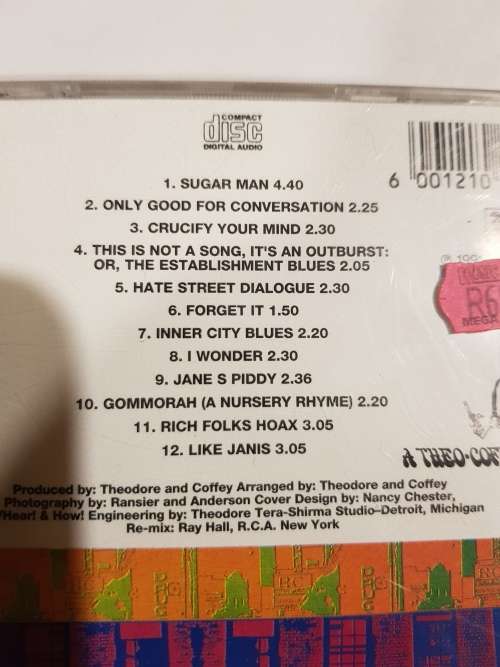 COMPACT
disc
DIGITAL AUDIO
1. SUGAR MAN 4.40
6 001210
2. ONLY GOOD FOR CONVERSATION 2.25
3. CRUCIFY YOUR MIND 2.30
4. THIS IS NOT A SONG, IT'S AN OUTBURST:
OR, THE ESTABLISHMENT BLUES 2.05
5. HATE STREET DIALOGUE 2.30
6. FORGET IT 1.50
7. INNER CITY BLUES 2.20
MEGA
8. I WONDER 2.30
9. JANE S PIDDY 2.36
10. GOMMORAH (A NURSERY RHYME) 2.20
11. RICH FOLKS HOAX 3.05
12. LIKE JANIS 3.05
A THEO-COF
Produced by: Theodore and Coffey Arranged by: Theodore and Coffey
Photography by: Ransier and Anderson Cover Design by: Nancy Chester,
Hear! & How! Engineering by: Theodore Tera-Shirma Studio–Detroit, Michigan
Re-mix: Ray Hall, R.C.A. New York